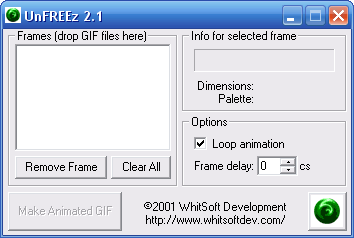 UnFREEz 2.1
Frames (drop GIF files here)
Info for selected frame
Dimensions:
Palette:
Options
Loop animation
Frame delay: 0 cs
Remove Frame
Clear All
Make Animated GIF
©2001 WhitSoft Development
http://www.whitsoftdev.com/